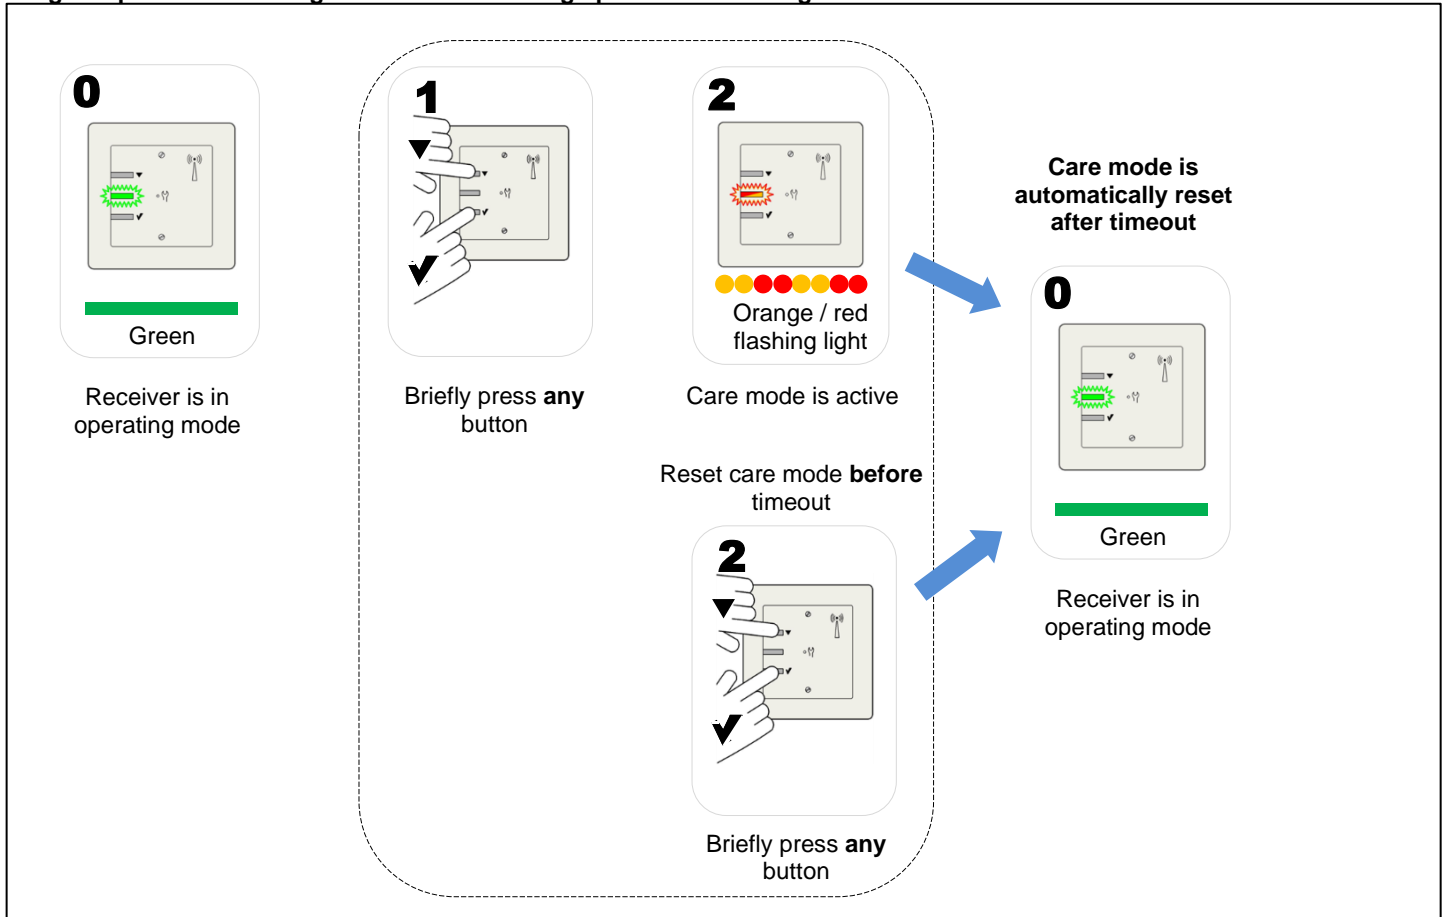 0
Green
Receiver is in
operating mode
1
Briefly press any
button
2
Orange / red
flashing light
Care mode is active
Reset care mode before
timeout
2
Briefly press any
button
Care mode is
automatically reset
after timeout
0
Green
Receiver is in
operating mode